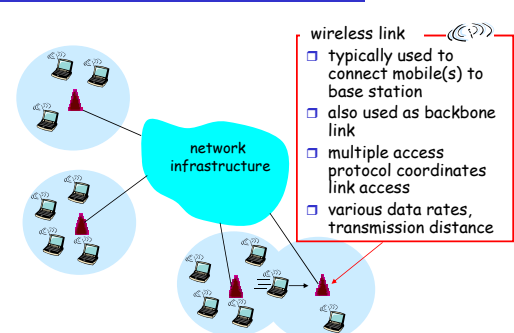 wireless link
typically used to
connect mobile(s) to
base station
also used as backbone
link
multiple access
protocol coordinates
link access
various data rates,
transmission distance
network
infrastructure